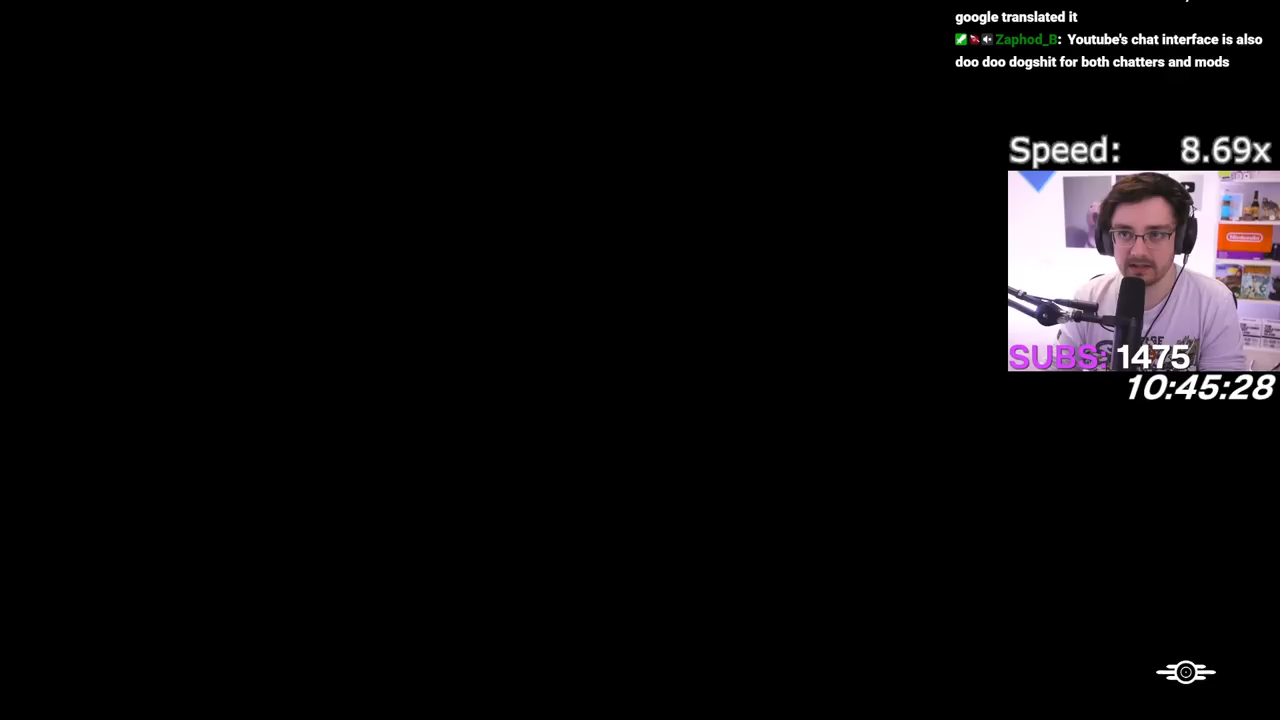 google translated it
Zaphod_B: Youtube's chat interface is also
doo doo dogshit for both chatters and mods
Speed: 8.69x
Nintendo
SUBS: 1475
10:45:28